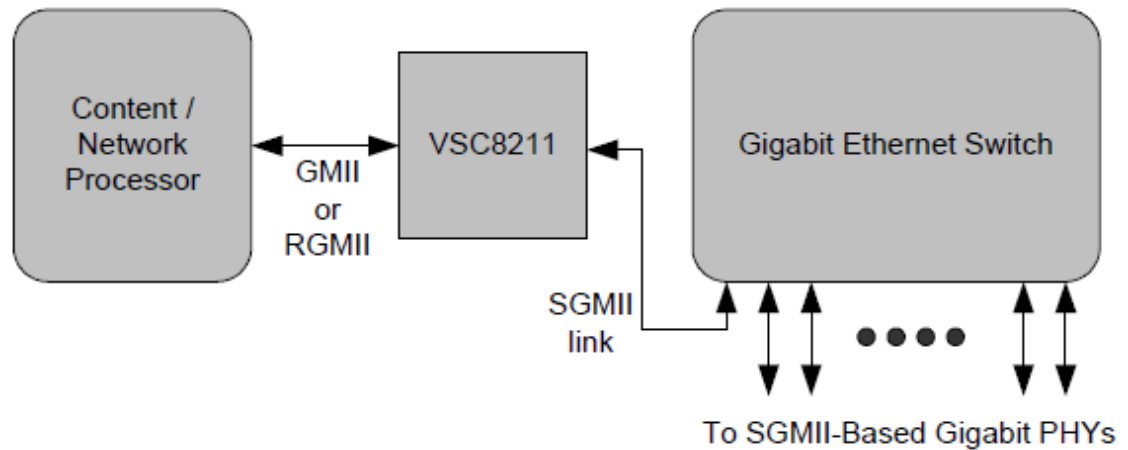 Content /
Network
Processor
GMII
or
RGMII
VSC8211
SGMII
link
Gigabit Ethernet Switch
To SGMII-Based Gigabit PHYs